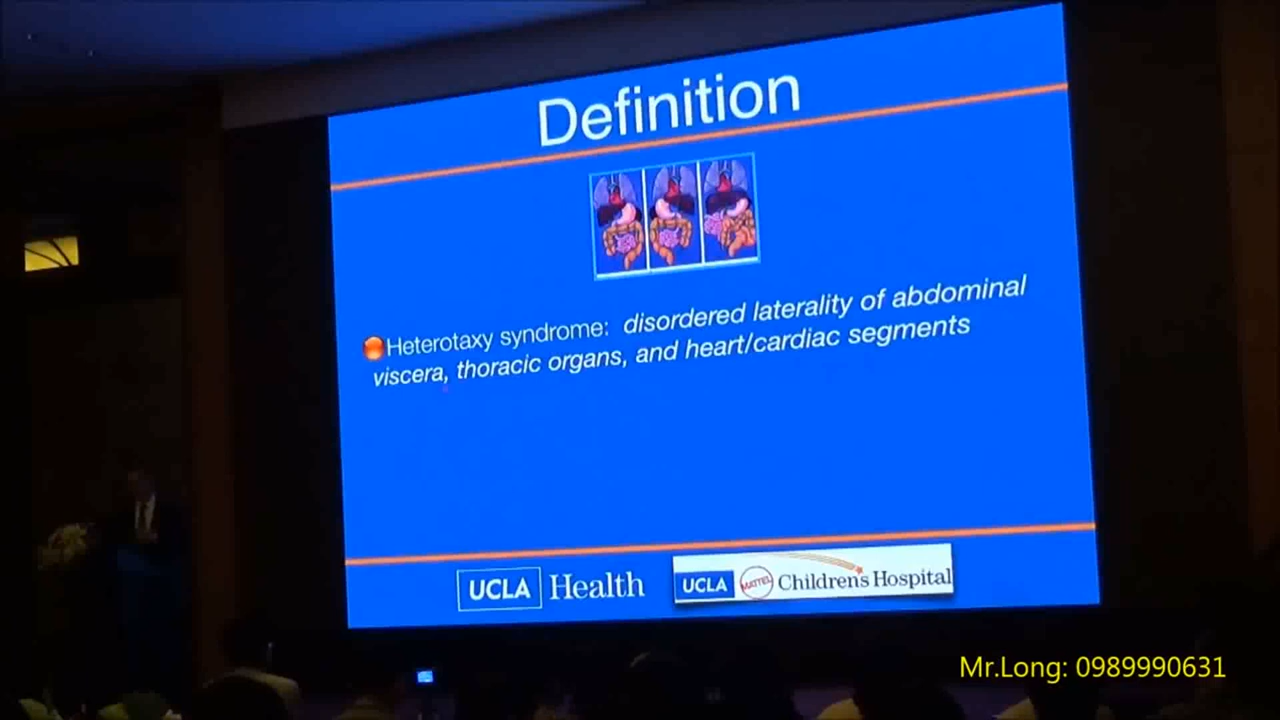 Definition
Heterotaxy syndrome: disordered laterality of abdominal
viscera, thoracic organs, and heart/cardiac segments
UCLA Health
UCLA MATTEL Children's Hospital
Mr.Long: 0989990631